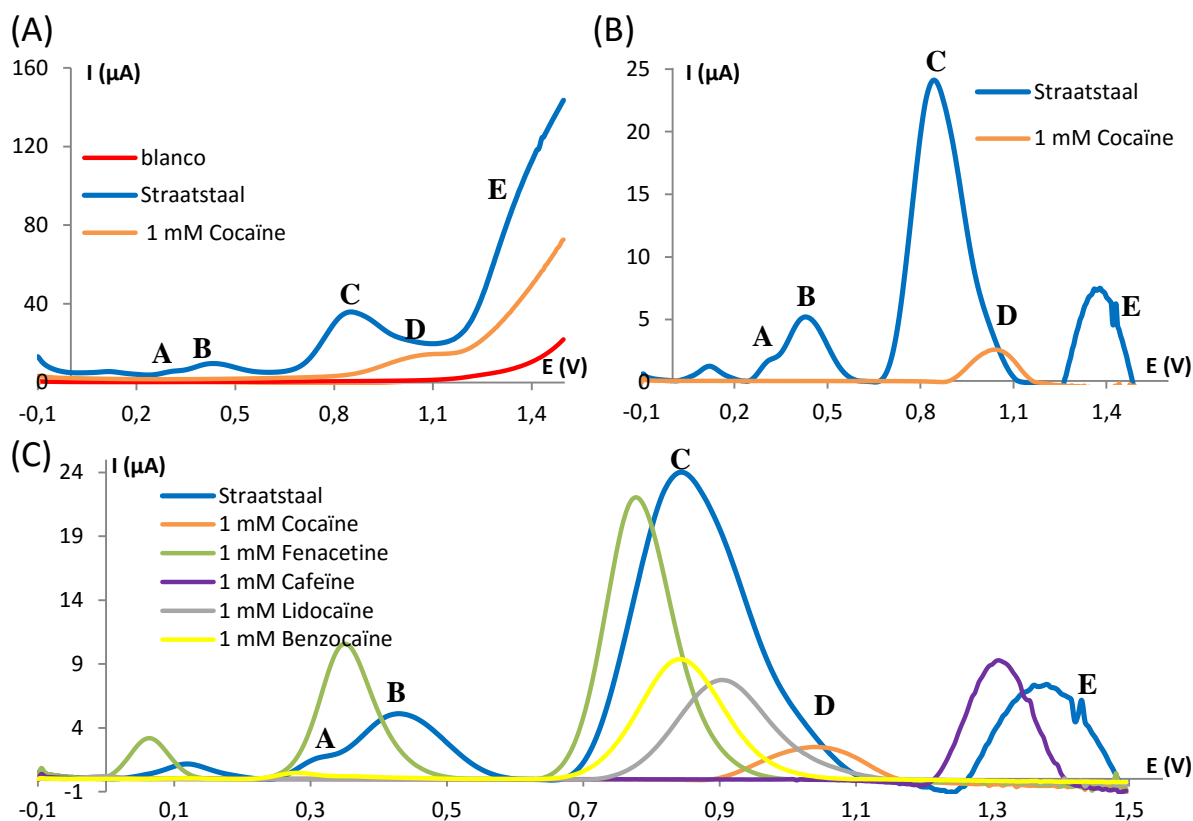 (A)
I (µA)
160
120
80
40
0
blanco
Straatstaal
1 mM Cocaïne
A
B
C
D
E
E (V)
-0,1
0,2
0,5
0,8
1,1
1,4
(B)
I (µA)
25
20
15
10
5
0
C
Straatstaal
1 mM Cocaïne
B
A
D
E
E (V)
-0,1
0,2
0,5
0,8
1,1
1,4
(C)
I (µA)
24
19
14
9
4
-1
Straatstaal
1 mM Cocaïne
1 mM Fenacetine
1 mM Cafeïne
1 mM Lidocaïne
1 mM Benzocaïne
C
B
A
D
E
E (V)
-0,1
0,1
0,3
0,5
0,7
0,9
1,1
1,3
1,5